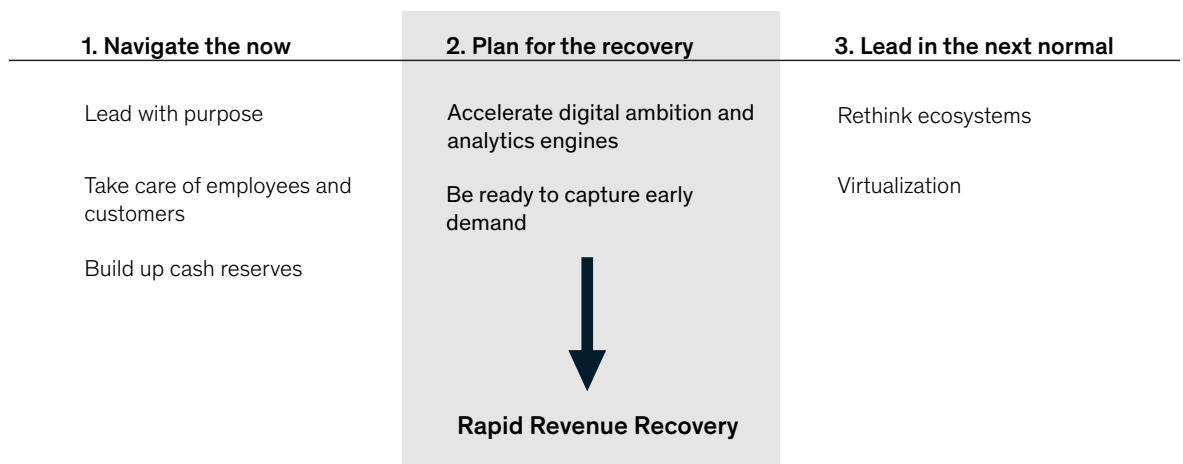 1. Navigate the now
Lead with purpose
Take care of employees and
customers
Build up cash reserves
2. Plan for the recovery
Accelerate digital ambition and
analytics engines
Be ready to capture early
demand
Rapid Revenue Recovery
3. Lead in the next normal
Rethink ecosystems
Virtualization